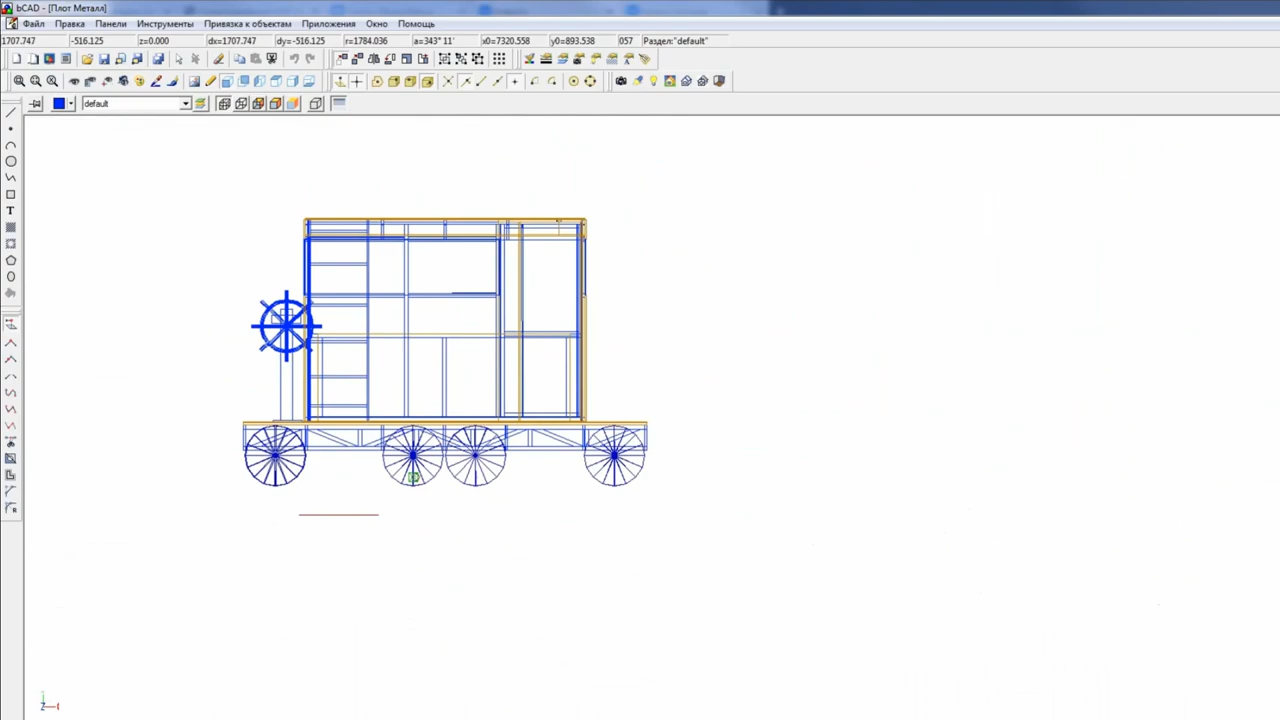 bCAD - [Плот Металл]
Файл Правка Панели Инструменты Привязка к объектам Приложения Окно Помощь
1707.747 -516.125 z=0.000 dx=1707.747 dy=-516.125 r=1784.036 a=343° 11' x0=7320.558 y0=893.538 057 Раздел:"default"
default
T
Z